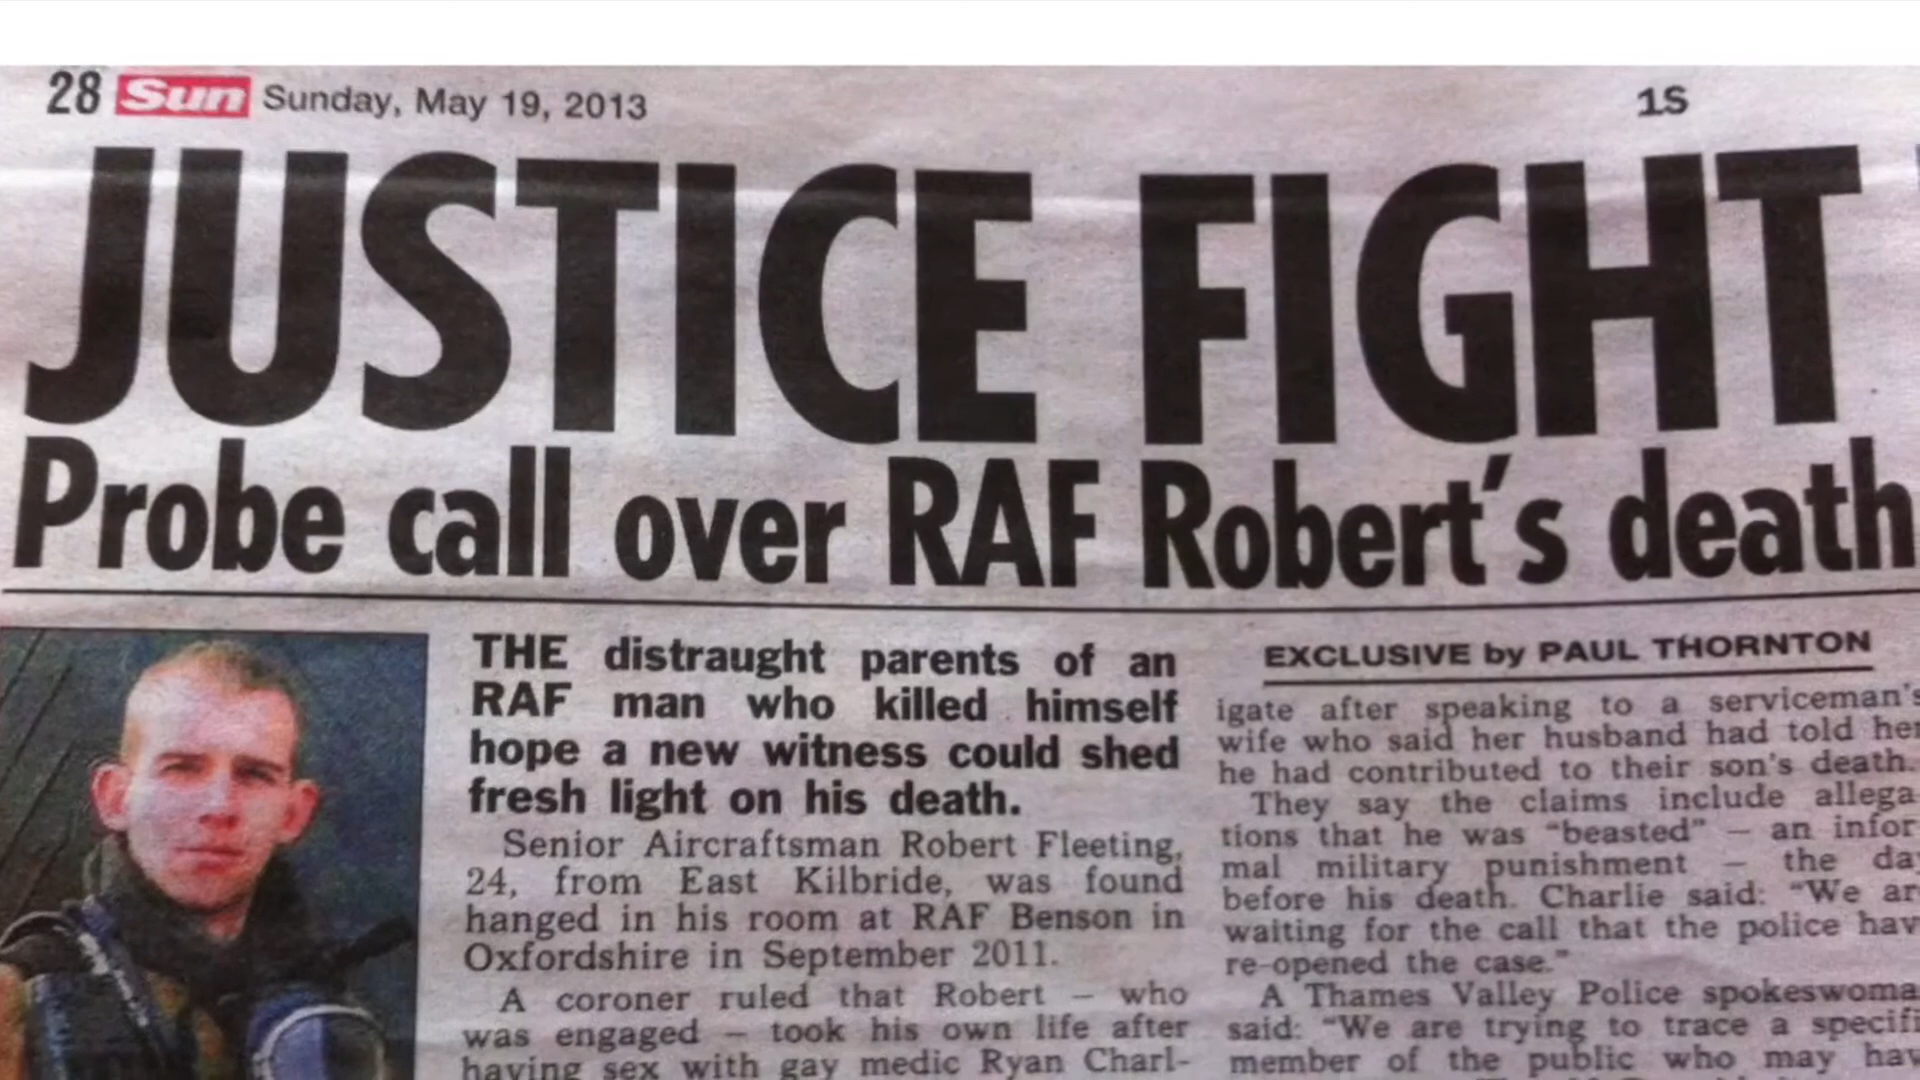 28 Sun Sunday, May 19, 2013 1S
JUSTICE FIGHT
Probe call over RAF Robert's death
THE distraught parents of an
RAF man who killed himself
hope a new witness could shed
fresh light on his death.
Senior Aircraftsman Robert Fleeting,
24, from East Kilbride, was found
hanged in his room at RAF Benson in
Oxfordshire in September 2011.
A coroner ruled that Robert – who
was engaged – took his own life after
having sex with gay medic Ryan Charl-
EXCLUSIVE by PAUL THORNTON
igate after speaking to a serviceman's
wife who said her husband had told her
he had contributed to their son's death.
They say the claims include allega
tions that he was "beasted" – an infor
mal military punishment – the day
before his death. Charlie said: "We ar
waiting for the call that the police hav
re-opened the case."
A Thames Valley Police spokeswoma
said: "We are trying to trace a specifi
member of the public who may hav